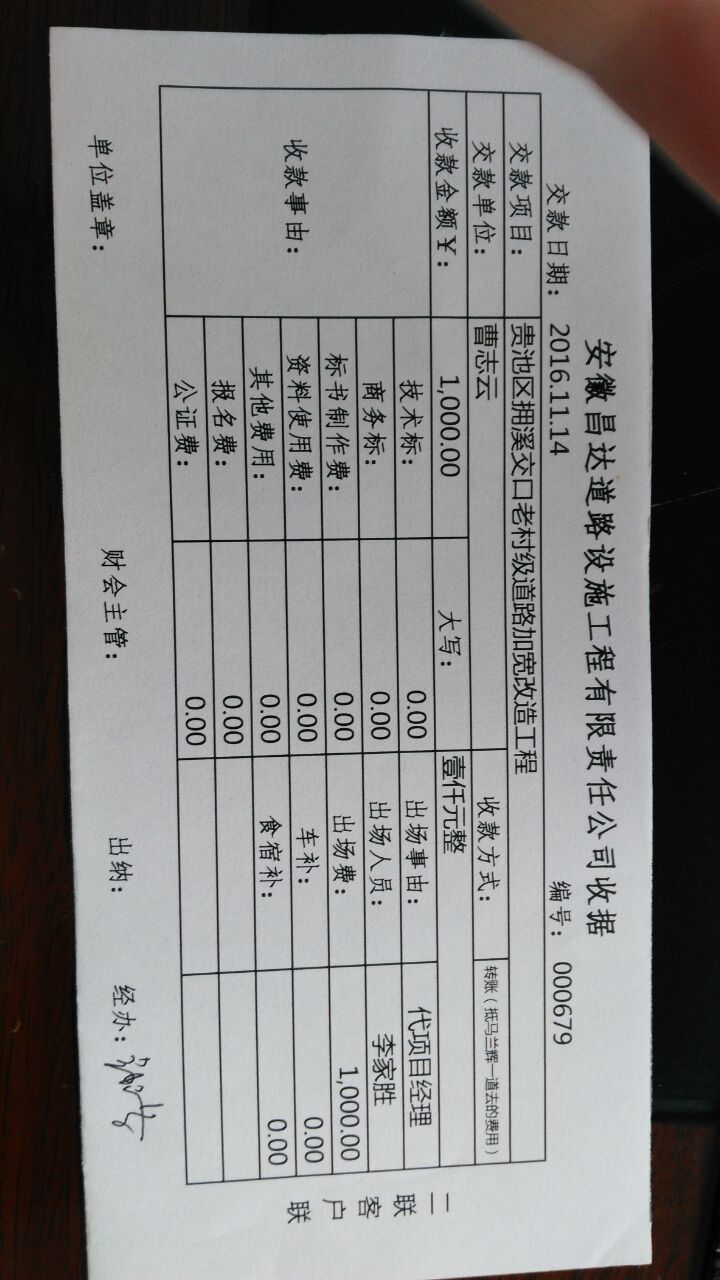 安徽昌达道路设施工程有限责任公司收据
交款日期： 2016.11.14 编号： 000679
交款项目： 贵池区拥溪交口老村级道路加宽改造工程
交款单位： 曹志云 收款方式： 转账（抵马兰辉一道去的费用）
收款金额￥： 1,000.00 大写： 壹仟元整
收款事由： 技术标： 0.00 出场事由： 代项目经理
商务标： 0.00 出场人员： 李家胜
标书制作费： 0.00 出场费： 1,000.00
资料使用费： 0.00 车补： 0.00
其他费用： 0.00 食宿补： 0.00
报名费： 0.00
公证费： 0.00
单位盖章： 财会主管： 出纳： 经办：
二联客户联